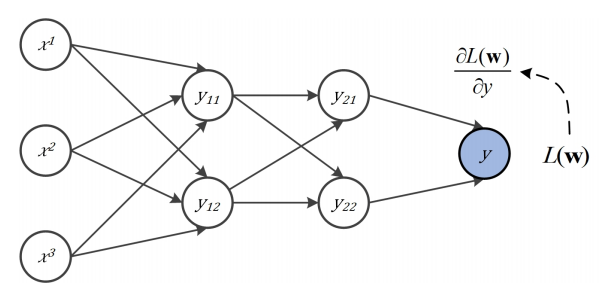 x¹
x²
x³
y₁₁
y₁₂
y₂₁
y₂₂
y
∂L(w)
∂y
L(w)